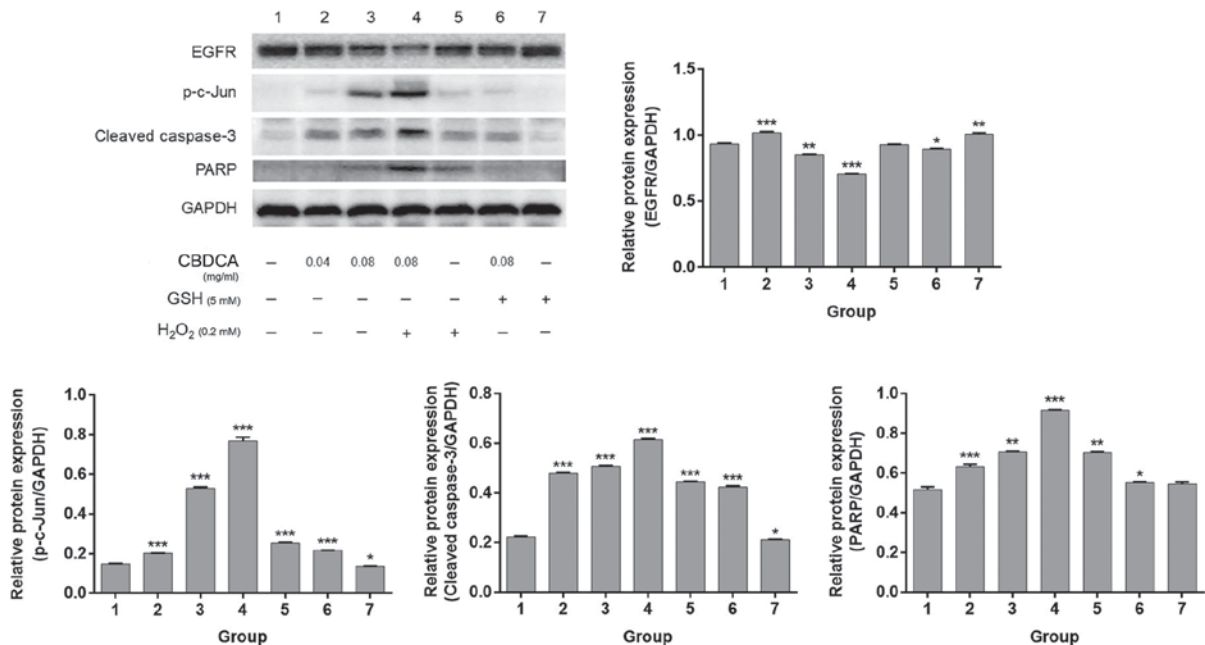 1 2 3 4 5 6 7
EGFR
p-c-Jun
Cleaved caspase-3
PARP
GAPDH
CBDCA
(mg/ml)
– 0.04 0.08 0.08 – 0.08 –
GSH (5 mM) – – – – – + +
H₂O₂ (0.2 mM) – – – + + – –
Relative protein expression
(EGFR/GAPDH)
1.5
1.0
0.5
0.0
*** ** *** * **
1 2 3 4 5 6 7
Group
Relative protein expression
(p-c-Jun/GAPDH)
1.0
0.8
0.6
0.4
0.2
0.0
*** *** *** *** *** *
1 2 3 4 5 6 7
Group
Relative protein expression
(Cleaved caspase-3/GAPDH)
0.8
0.6
0.4
0.2
0.0
*** *** *** *** *** *
1 2 3 4 5 6 7
Group
Relative protein expression
(PARP/GAPDH)
1.0
0.8
0.6
0.4
0.2
0.0
*** ** *** ** *
1 2 3 4 5 6 7
Group